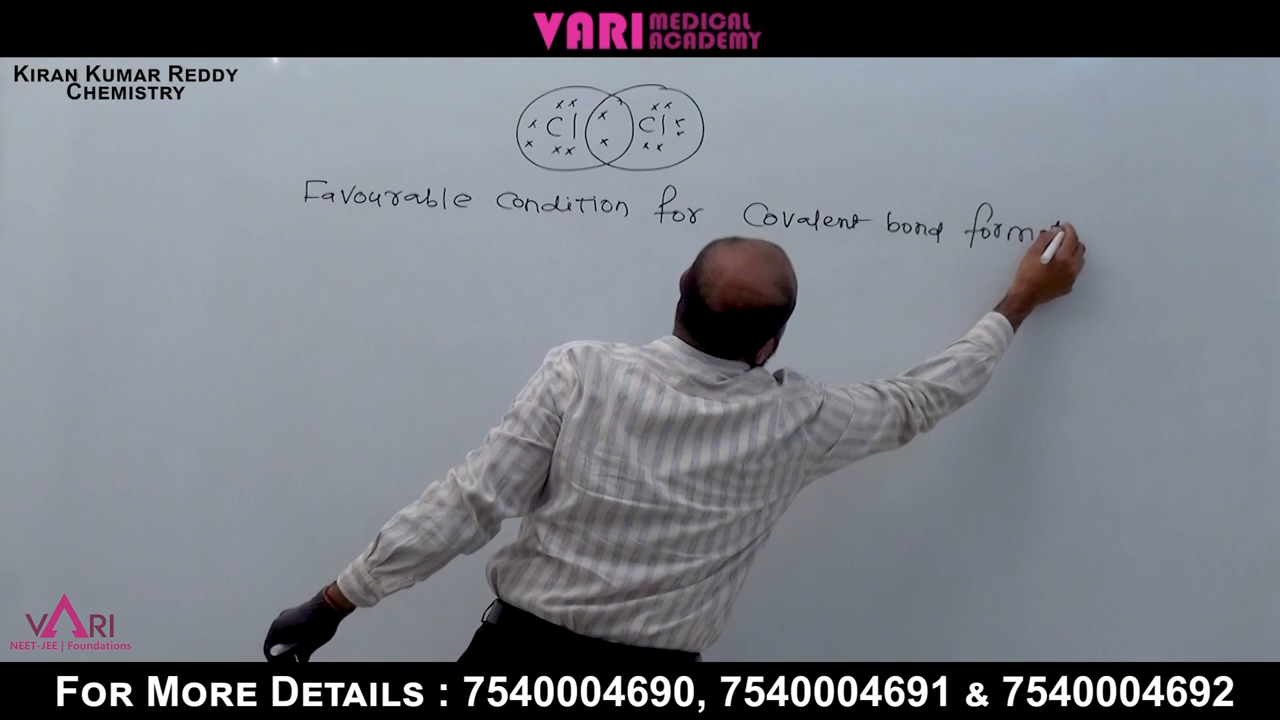 VARI MEDICAL ACADEMY
KIRAN KUMAR REDDY
CHEMISTRY
Cl Cl
Favourable condition for Covalent bond format
VARI
NEET-JEE | Foundations
FOR MORE DETAILS : 7540004690, 7540004691 & 7540004692